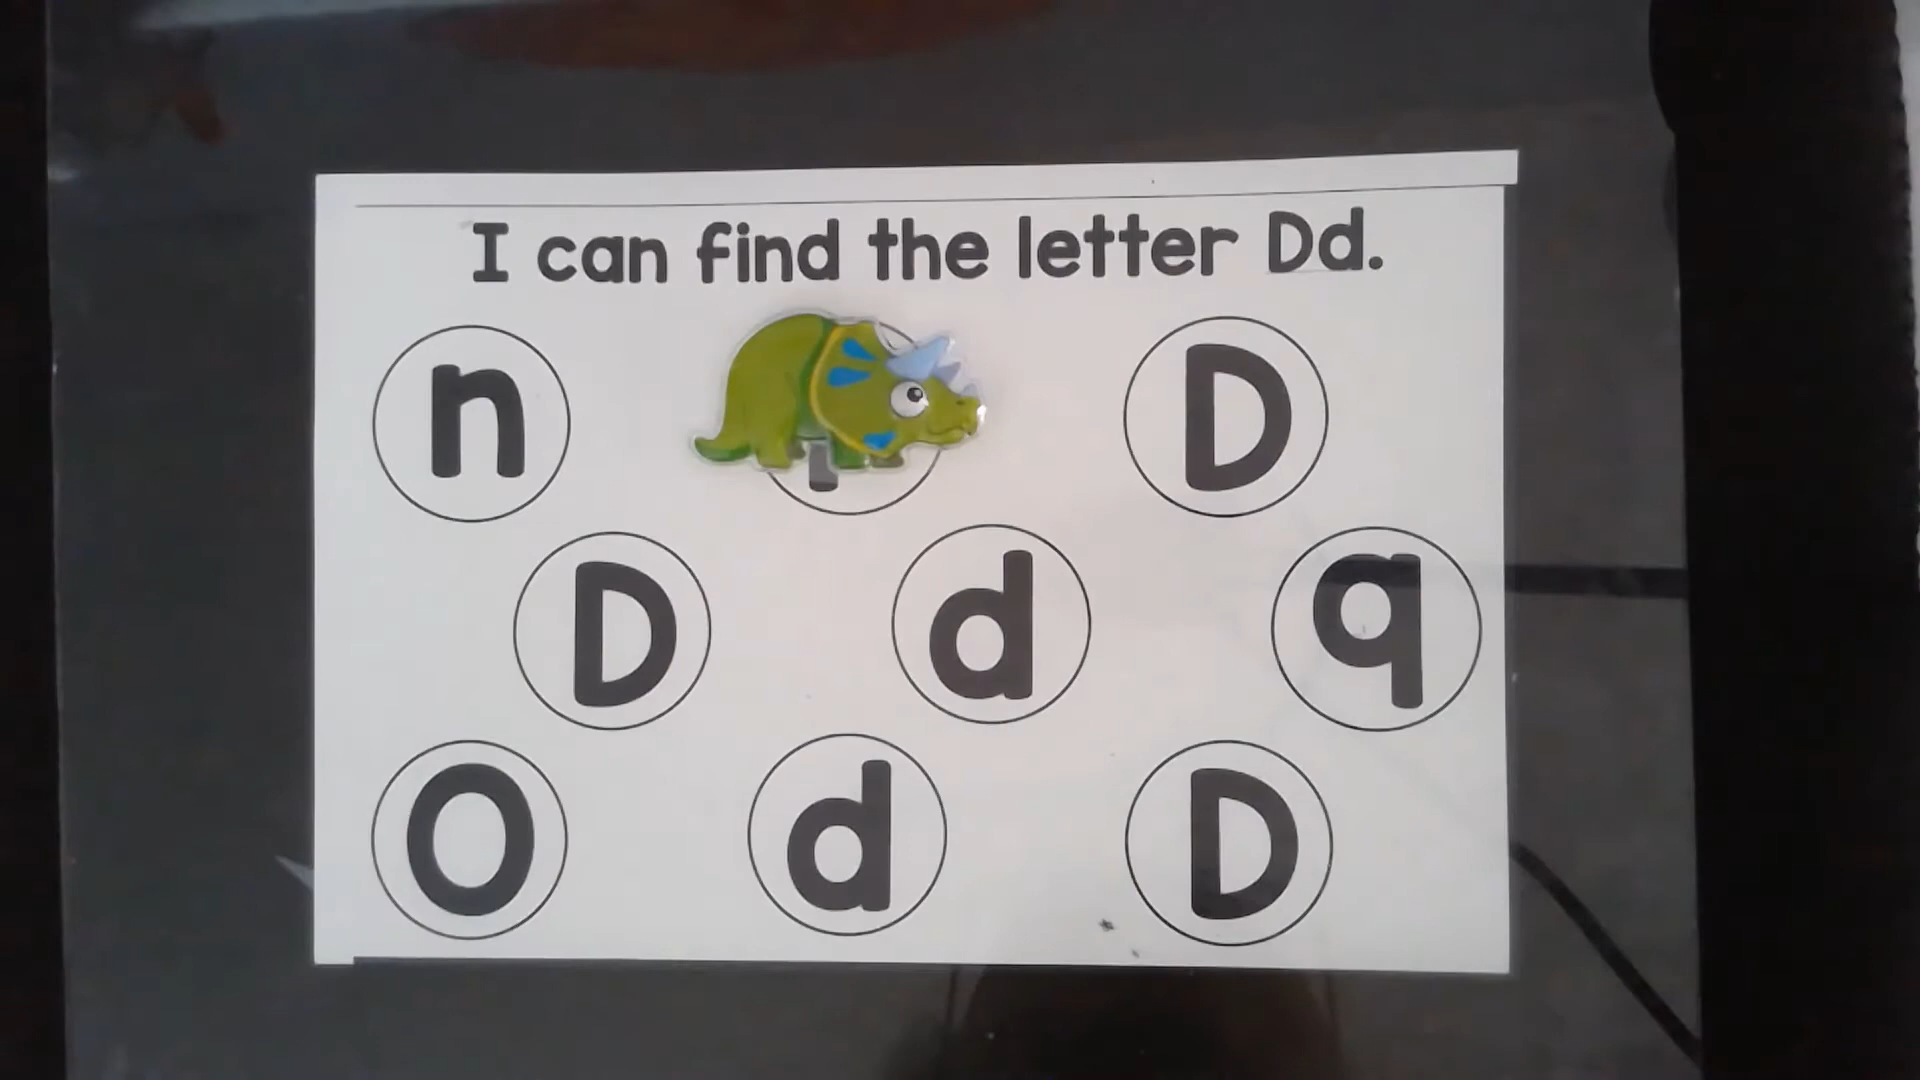 I can find the letter Dd.
n D
D d q
O d D